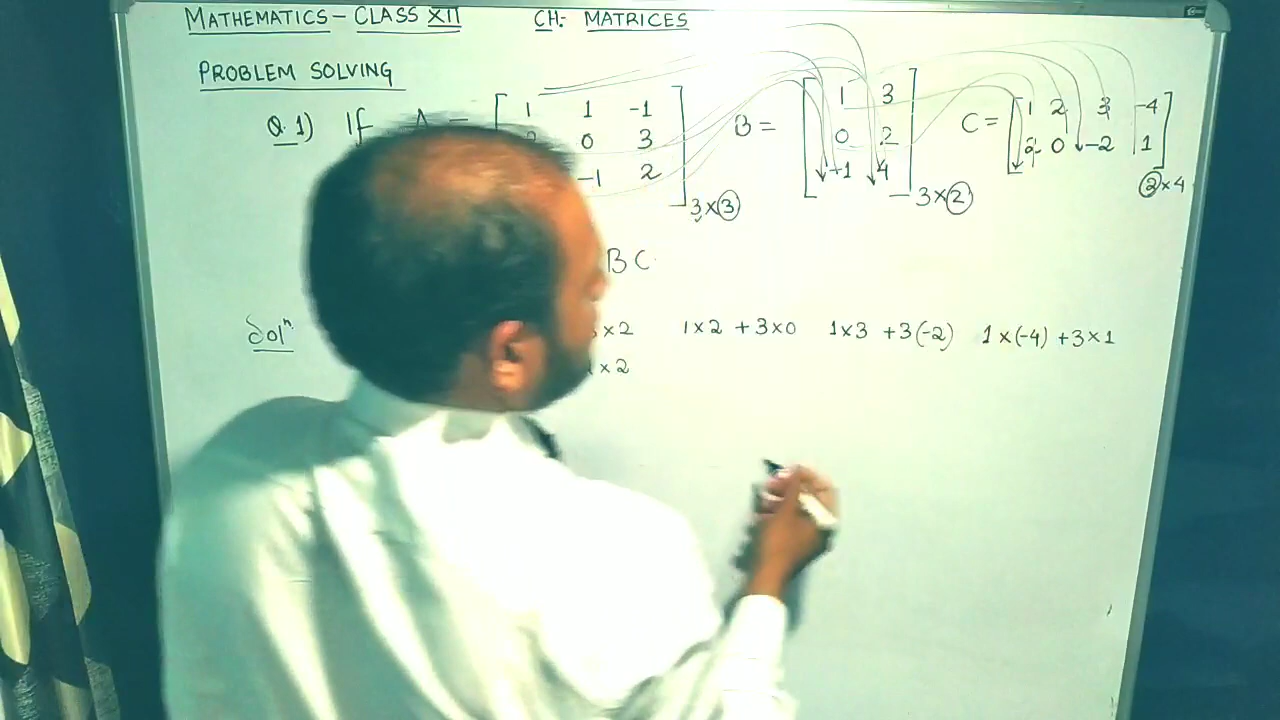 MATHEMATICS – CLASS XII CH: MATRICES
PROBLEM SOLVING
Q.1) If A = [ 1 1 -1 B = [ 1 3 C = [ 1 2 3 -4
0 3 0 2 2 0 -2 1 ]
-1 2 ] 3×3 -1 4 ] 3×2 2×4
BC
Solⁿ ×2 1×2 + 3×0 1×3 + 3(-2) 1×(-4) + 3×1
×2